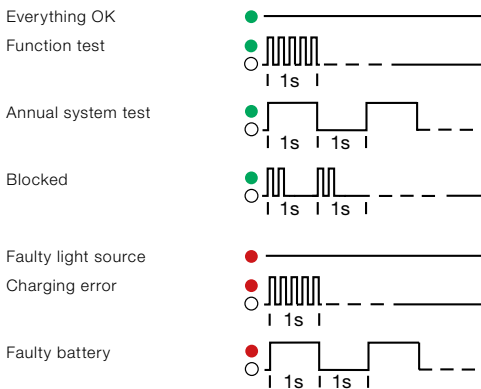 Everything OK
Function test
1s
Annual system test
1s 1s
Blocked
1s 1s
Faulty light source
Charging error
1s
Faulty battery
1s 1s